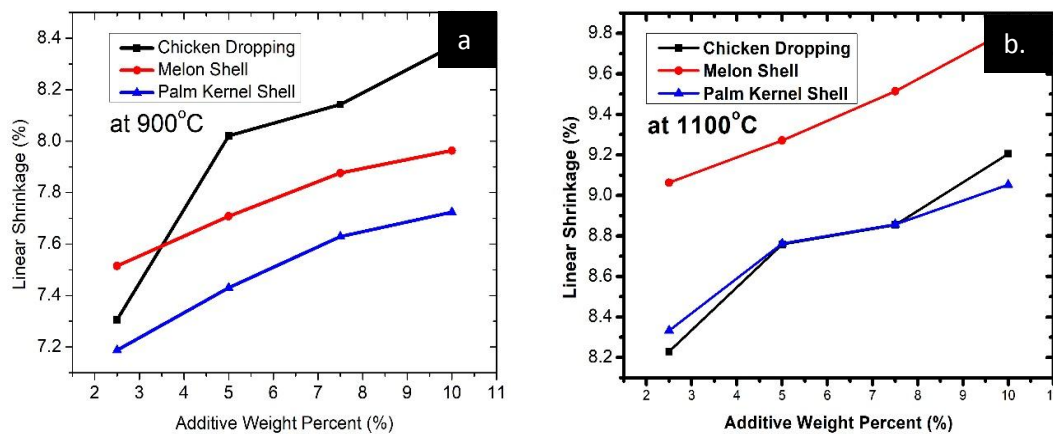 a
8.4
8.2
8.0
7.8
7.6
7.4
7.2
Linear Shrinkage (%)
Chicken Dropping
Melon Shell
Palm Kernel Shell
at 900°C
2 3 4 5 6 7 8 9 10 11
Additive Weight Percent (%)
b.
9.8
9.6
9.4
9.2
9.0
8.8
8.6
8.4
8.2
Linear Shrinkage (%)
Chicken Dropping
Melon Shell
Palm Kernel Shell
at 1100°C
2 3 4 5 6 7 8 9 10
Additive Weight Percent (%)